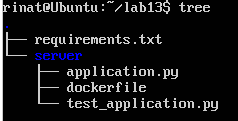 rinat@Ubuntu:~/lab13$ tree
.
├── requirements.txt
└── server
    ├── application.py
    ├── dockerfile
    └── test_application.py